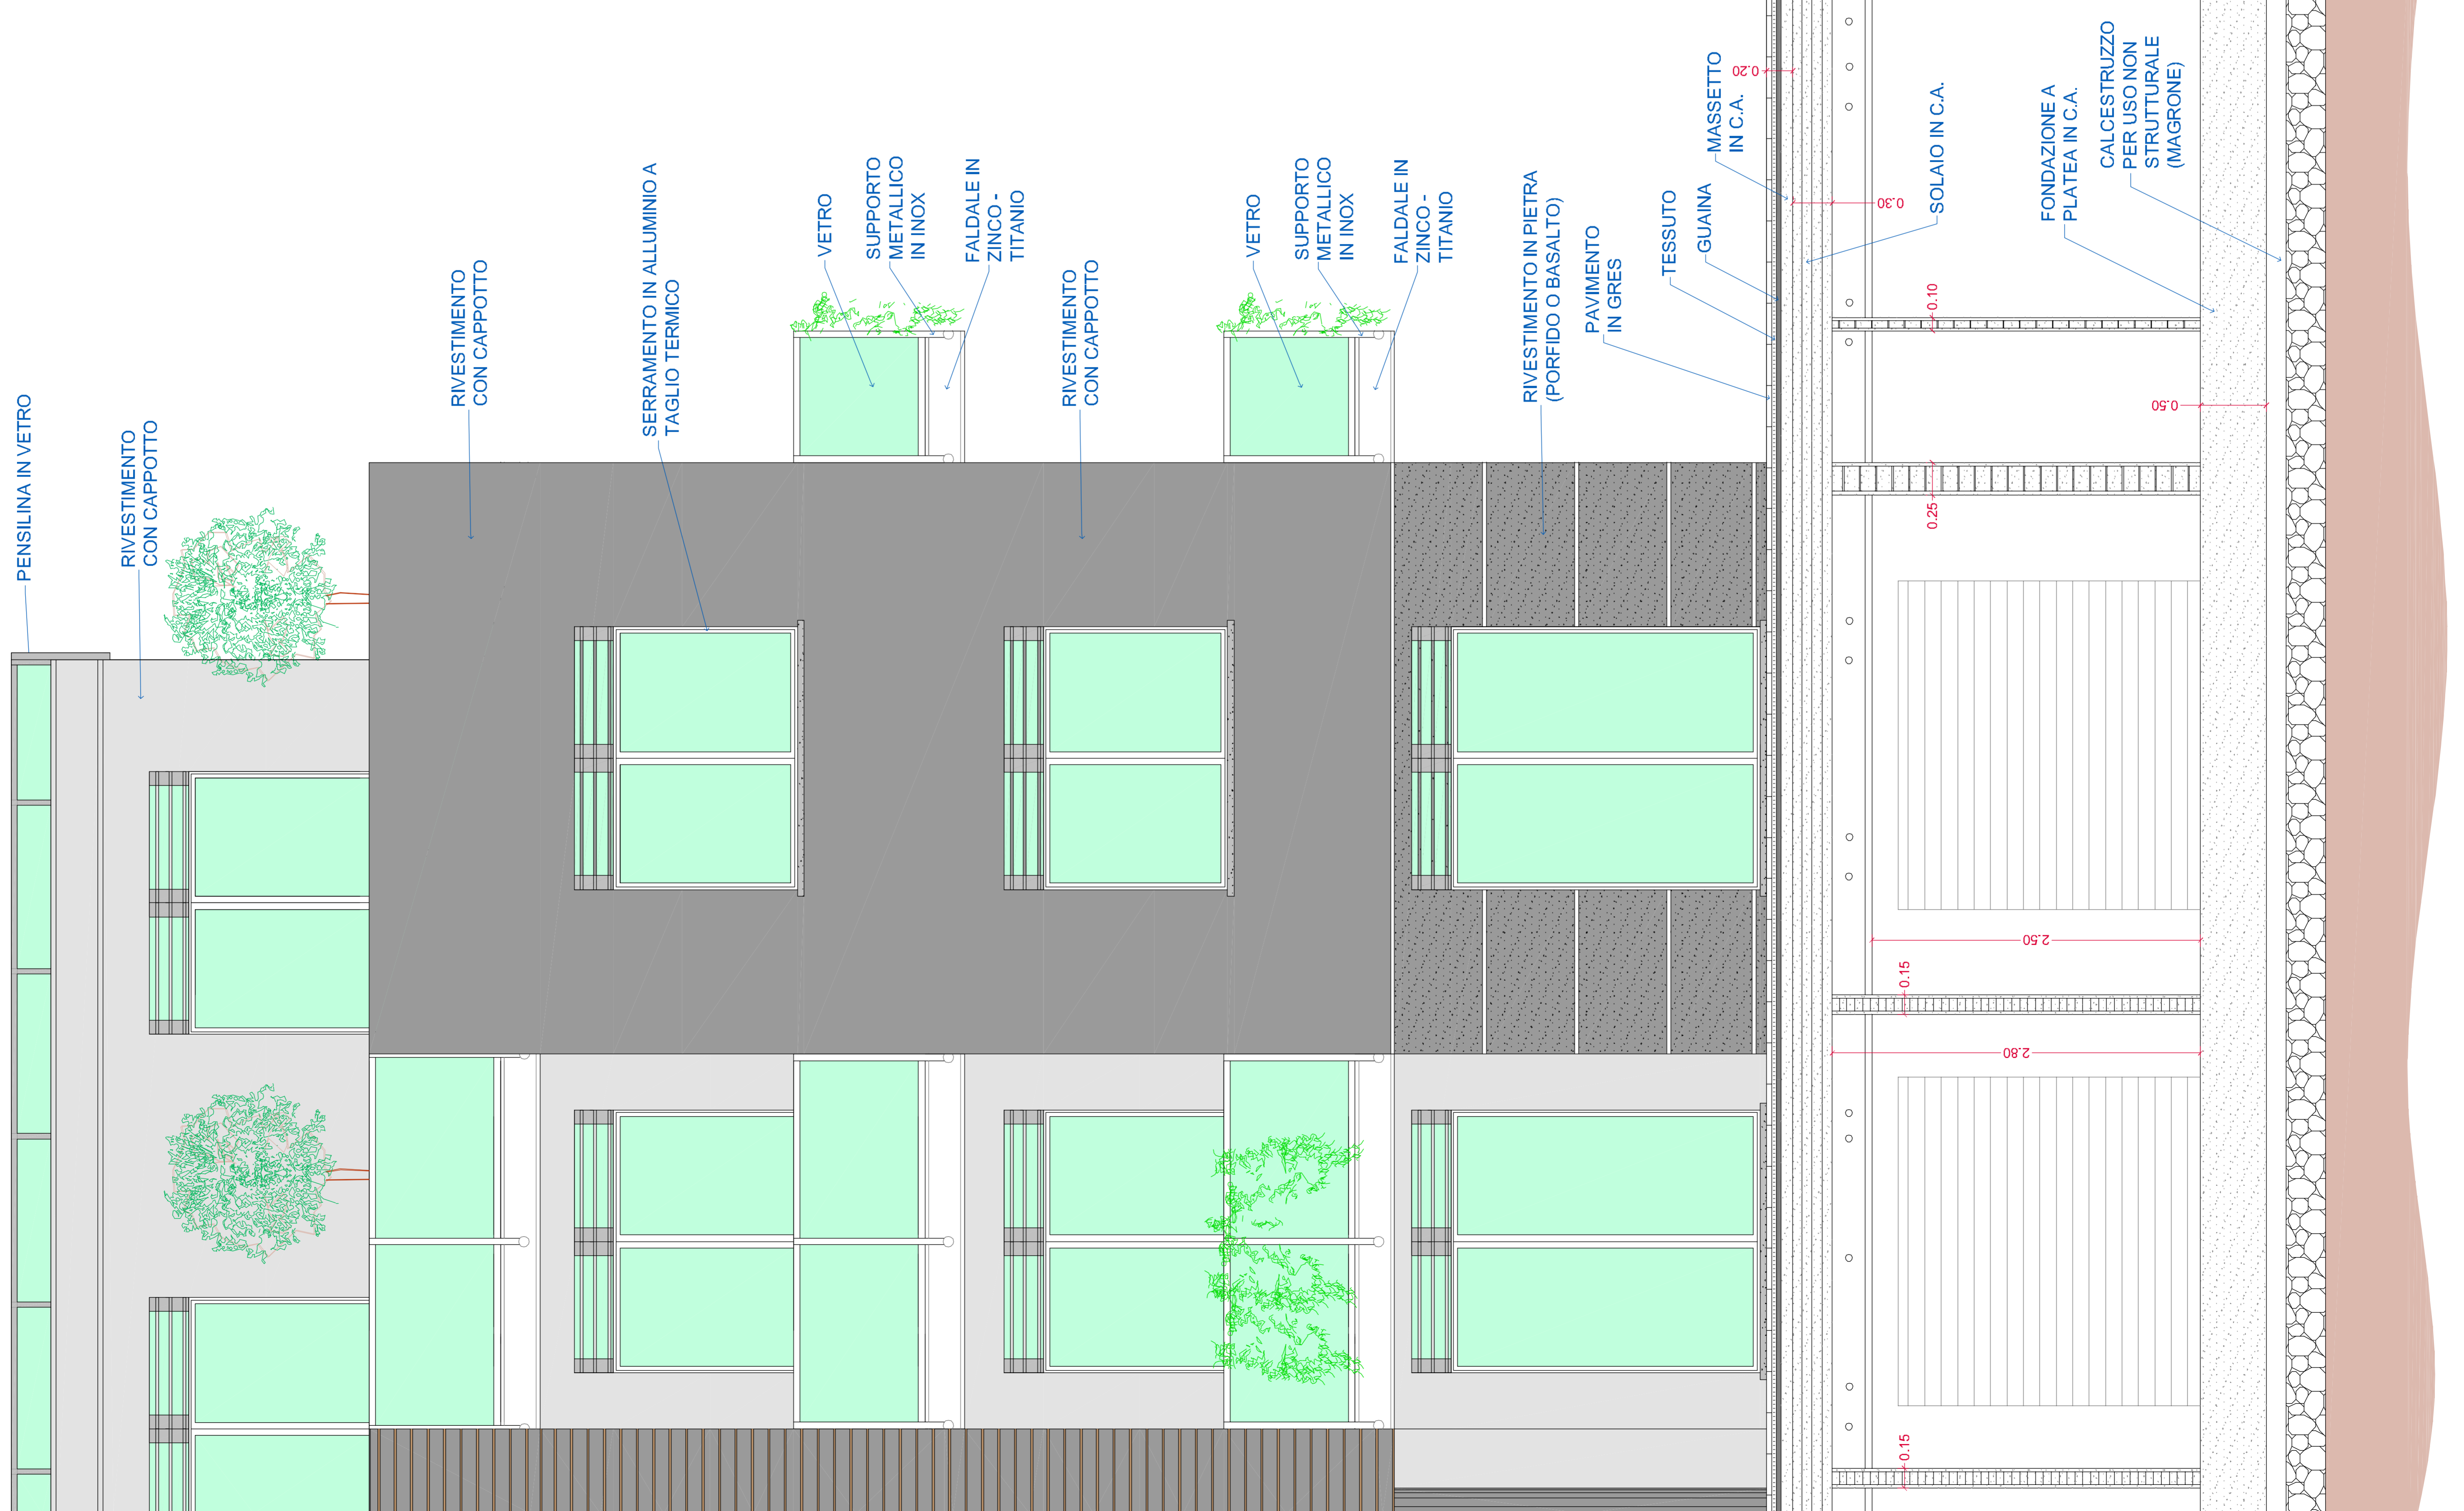 PENSILINA IN VETRO
RIVESTIMENTO
CON CAPPOTTO
RIVESTIMENTO
CON CAPPOTTO
SERRAMENTO IN ALLUMINIO A
TAGLIO TERMICO
VETRO
SUPPORTO
METALLICO
IN INOX
FALDALE IN
ZINCO -
TITANIO
RIVESTIMENTO
CON CAPPOTTO
VETRO
SUPPORTO
METALLICO
IN INOX
FALDALE IN
ZINCO -
TITANIO
RIVESTIMENTO IN PIETRA
(PORFIDO O BASALTO)
PAVIMENTO
IN GRES
TESSUTO
GUAINA
MASSETTO
IN C.A.
0.20
0.30
SOLAIO IN C.A.
FONDAZIONE A
PLATEA IN C.A.
CALCESTRUZZO
PER USO NON
STRUTTURALE
(MAGRONE)
0.10
0.50
0.25
2.50
0.15
2.80
0.15